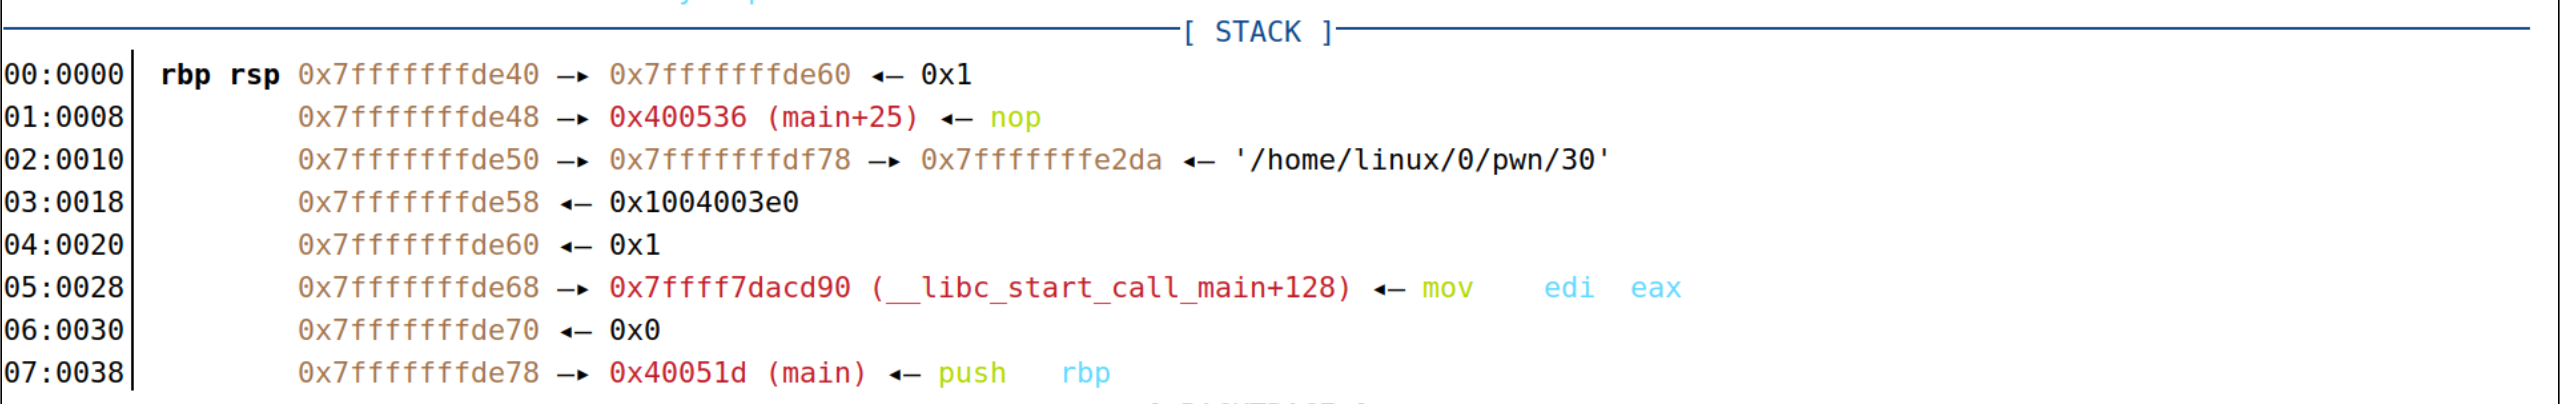 [ STACK ]
00:0000│ rbp rsp 0x7fffffffde40 —▸ 0x7fffffffde60 ◂— 0x1
01:0008│ 0x7fffffffde48 —▸ 0x400536 (main+25) ◂— nop
02:0010│ 0x7fffffffde50 —▸ 0x7fffffffdf78 —▸ 0x7fffffffe2da ◂— '/home/linux/0/pwn/30'
03:0018│ 0x7fffffffde58 ◂— 0x1004003e0
04:0020│ 0x7fffffffde60 ◂— 0x1
05:0028│ 0x7fffffffde68 —▸ 0x7ffff7dacd90 (__libc_start_call_main+128) ◂— mov edi eax
06:0030│ 0x7fffffffde70 ◂— 0x0
07:0038│ 0x7fffffffde78 —▸ 0x40051d (main) ◂— push rbp